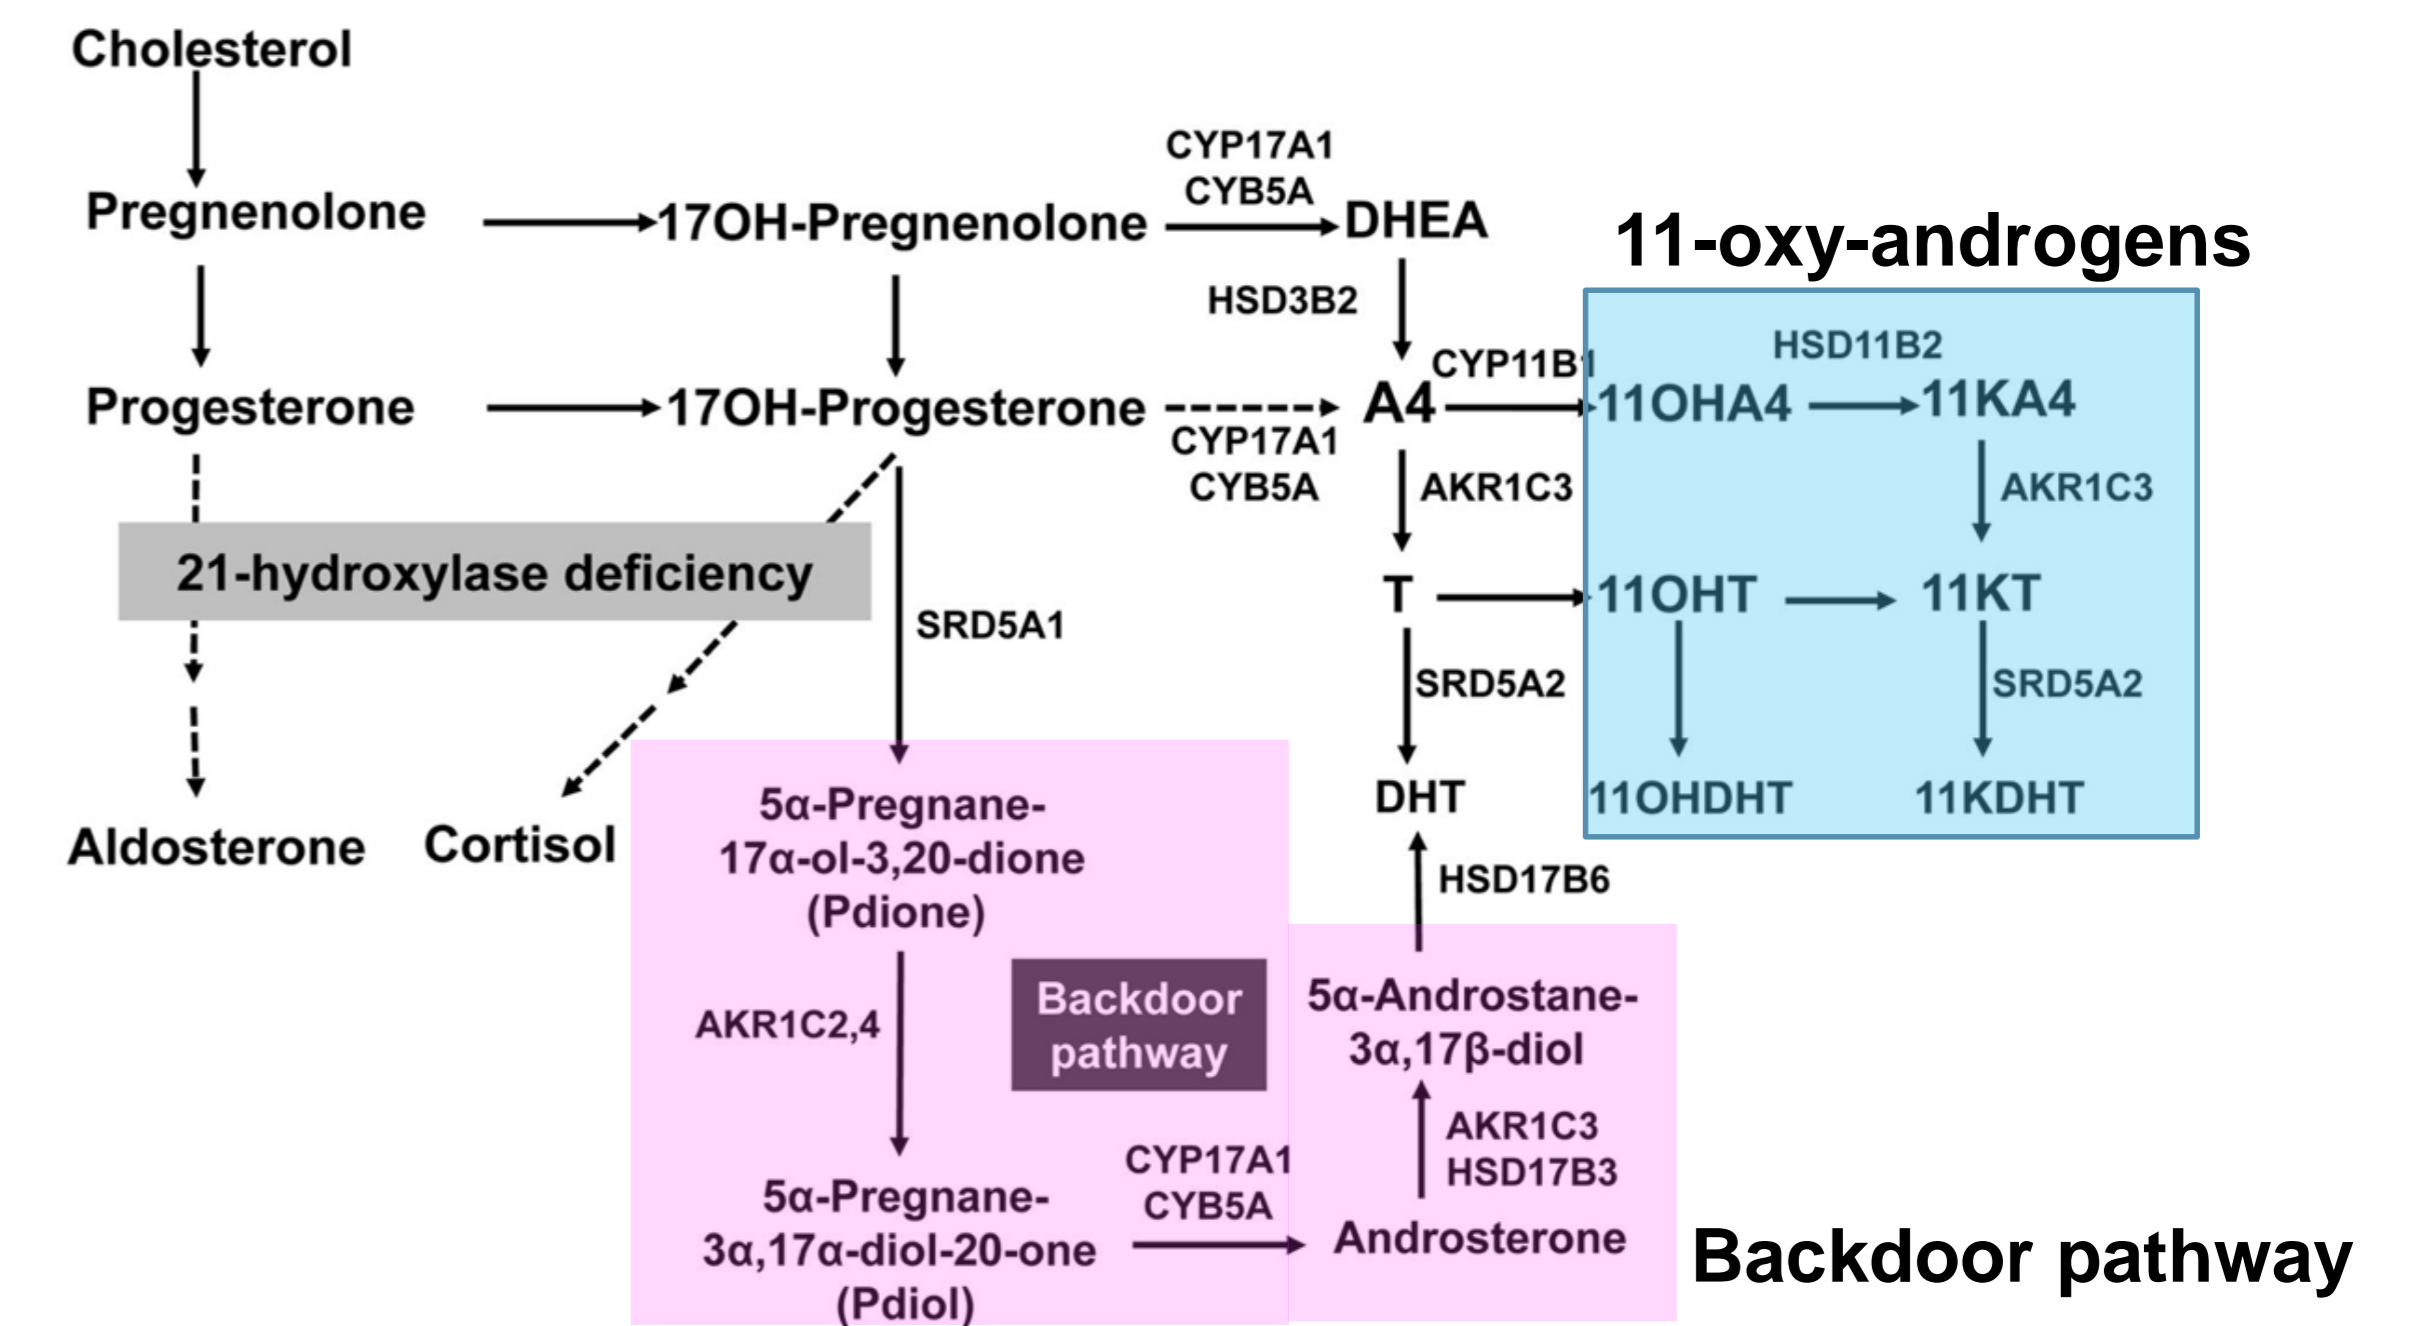 Cholesterol
CYP17A1
CYB5A
Pregnenolone
17OH-Pregnenolone
DHEA
11-oxy-androgens
HSD3B2
HSD11B2
CYP11B1
Progesterone
17OH-Progesterone
A4
11OHA4
11KA4
CYP17A1
CYB5A
AKR1C3
AKR1C3
21-hydroxylase deficiency
T
11OHT
11KT
SRD5A1
SRD5A2
SRD5A2
DHT
11OHDHT
11KDHT
Aldosterone
Cortisol
5α-Pregnane-
17α-ol-3,20-dione
(Pdione)
HSD17B6
AKR1C2,4
Backdoor
pathway
5α-Androstane-
3α,17β-diol
AKR1C3
HSD17B3
CYP17A1
CYB5A
5α-Pregnane-
3α,17α-diol-20-one
(Pdiol)
Androsterone
Backdoor pathway